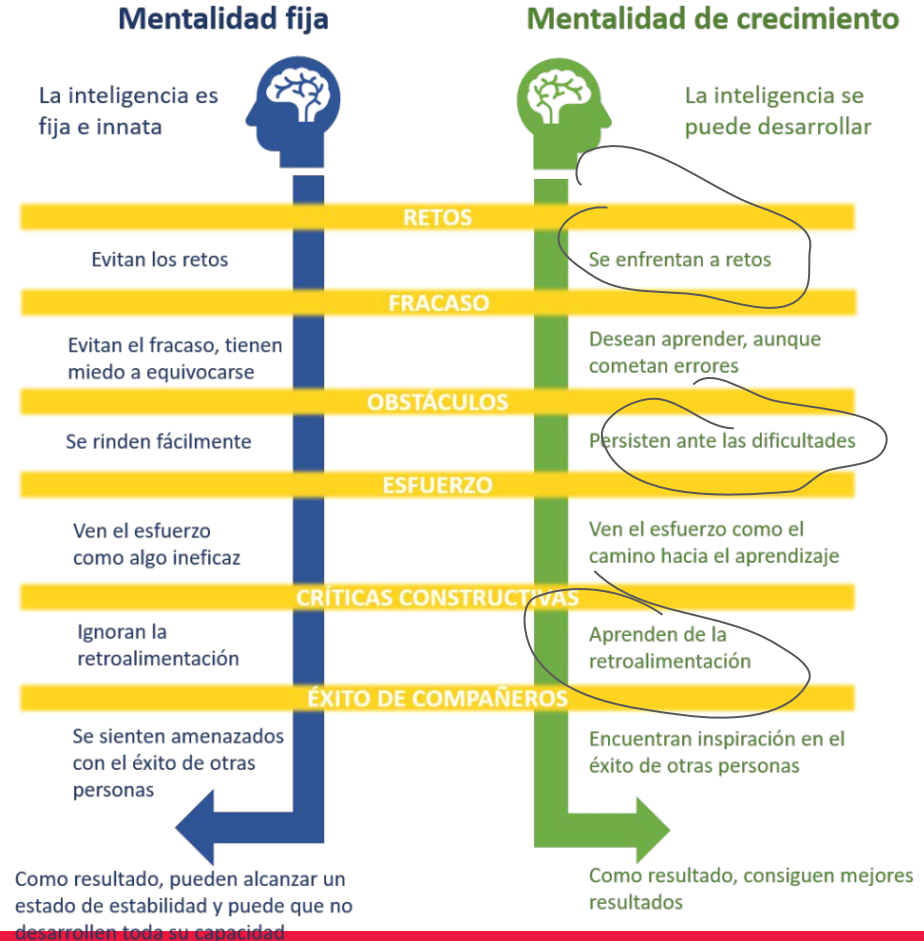 Mentalidad fija
Mentalidad de crecimiento
La inteligencia es
fija e innata
La inteligencia se
puede desarrollar
RETOS
Evitan los retos
Se enfrentan a retos
FRACASO
Evitan el fracaso, tienen
miedo a equivocarse
Desean aprender, aunque
cometan errores
OBSTÁCULOS
Se rinden fácilmente
Persisten ante las dificultades
ESFUERZO
Ven el esfuerzo
como algo ineficaz
Ven el esfuerzo como el
camino hacia el aprendizaje
CRÍTICAS CONSTRUCTIVAS
Ignoran la
retroalimentación
Aprenden de la
retroalimentación
ÉXITO DE COMPAÑEROS
Se sienten amenazados
con el éxito de otras
personas
Encuentran inspiración en el
éxito de otras personas
Como resultado, pueden alcanzar un
estado de estabilidad y puede que no
desarrollen toda su capacidad
Como resultado, consiguen mejores
resultados